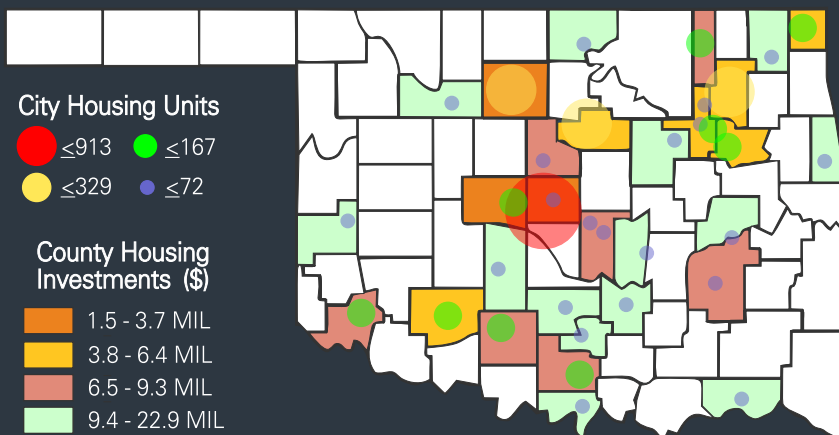 City Housing Units
≤913
≤167
≤329
≤72
County Housing
Investments ($)
1.5 - 3.7 MIL
3.8 - 6.4 MIL
6.5 - 9.3 MIL
9.4 - 22.9 MIL